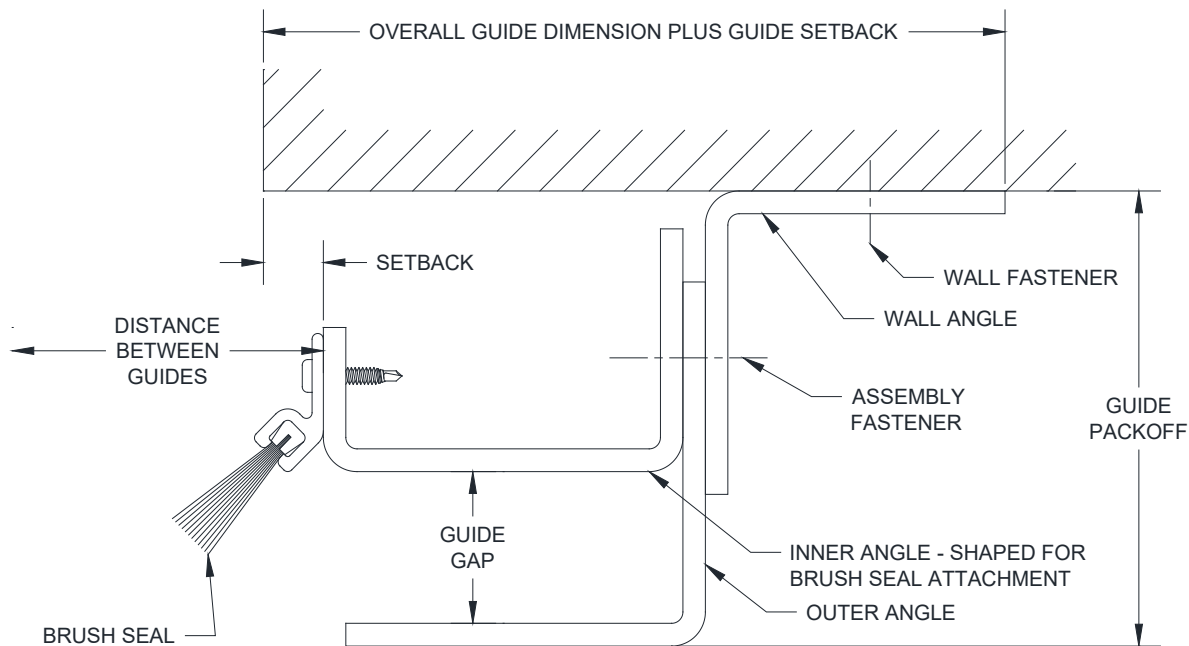 OVERALL GUIDE DIMENSION PLUS GUIDE SETBACK
SETBACK
WALL FASTENER
WALL ANGLE
DISTANCE
BETWEEN
GUIDES
ASSEMBLY
FASTENER
GUIDE
PACKOFF
GUIDE
GAP
INNER ANGLE - SHAPED FOR
BRUSH SEAL ATTACHMENT
OUTER ANGLE
BRUSH SEAL